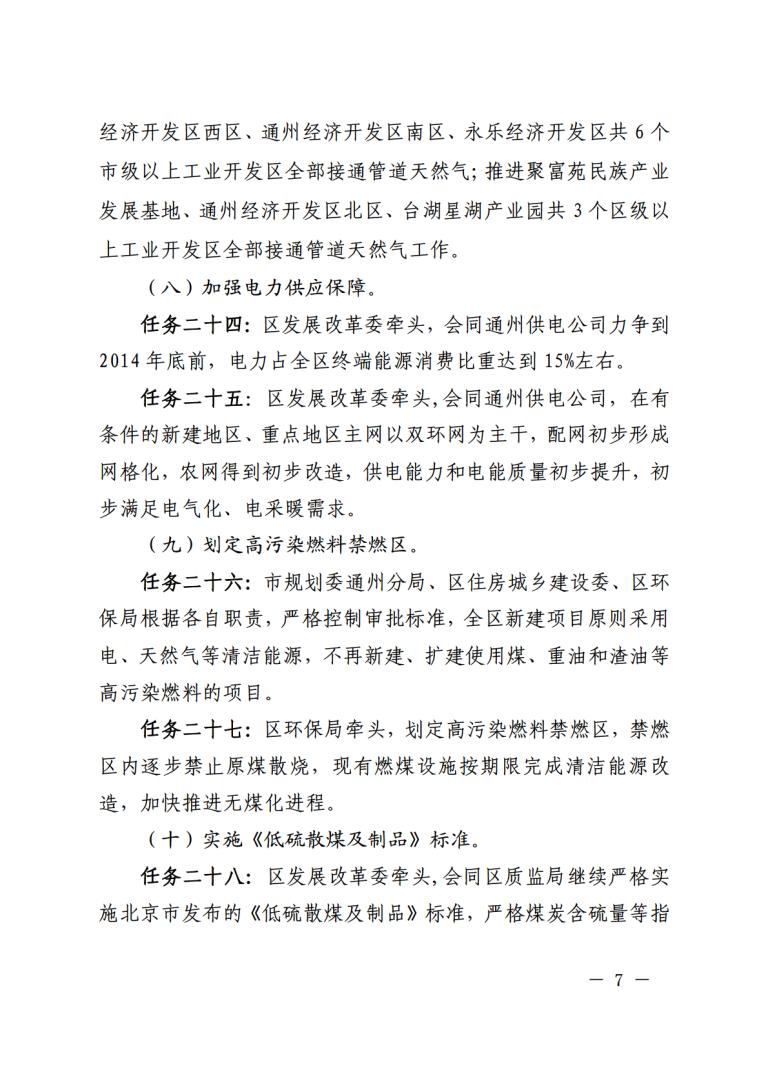 经济开发区西区、通州经济开发区南区、永乐经济开发区共 6 个
市级以上工业开发区全部接通管道天然气；推进聚富苑民族产业
发展基地、通州经济开发区北区、台湖星湖产业园共 3 个区级以
上工业开发区全部接通管道天然气工作。
（八）加强电力供应保障。
任务二十四：区发展改革委牵头，会同通州供电公司力争到
2014 年底前，电力占全区终端能源消费比重达到 15%左右。
任务二十五：区发展改革委牵头,会同通州供电公司，在有
条件的新建地区、重点地区主网以双环网为主干，配网初步形成
网格化，农网得到初步改造，供电能力和电能质量初步提升，初
步满足电气化、电采暖需求。
（九）划定高污染燃料禁燃区。
任务二十六：市规划委通州分局、区住房城乡建设委、区环
保局根据各自职责，严格控制审批标准，全区新建项目原则采用
电、天然气等清洁能源，不再新建、扩建使用煤、重油和渣油等
高污染燃料的项目。
任务二十七：区环保局牵头，划定高污染燃料禁燃区，禁燃
区内逐步禁止原煤散烧，现有燃煤设施按期限完成清洁能源改
造，加快推进无煤化进程。
（十）实施《低硫散煤及制品》标准。
任务二十八：区发展改革委牵头,会同区质监局继续严格实
施北京市发布的《低硫散煤及制品》标准，严格煤炭含硫量等指
— 7 —